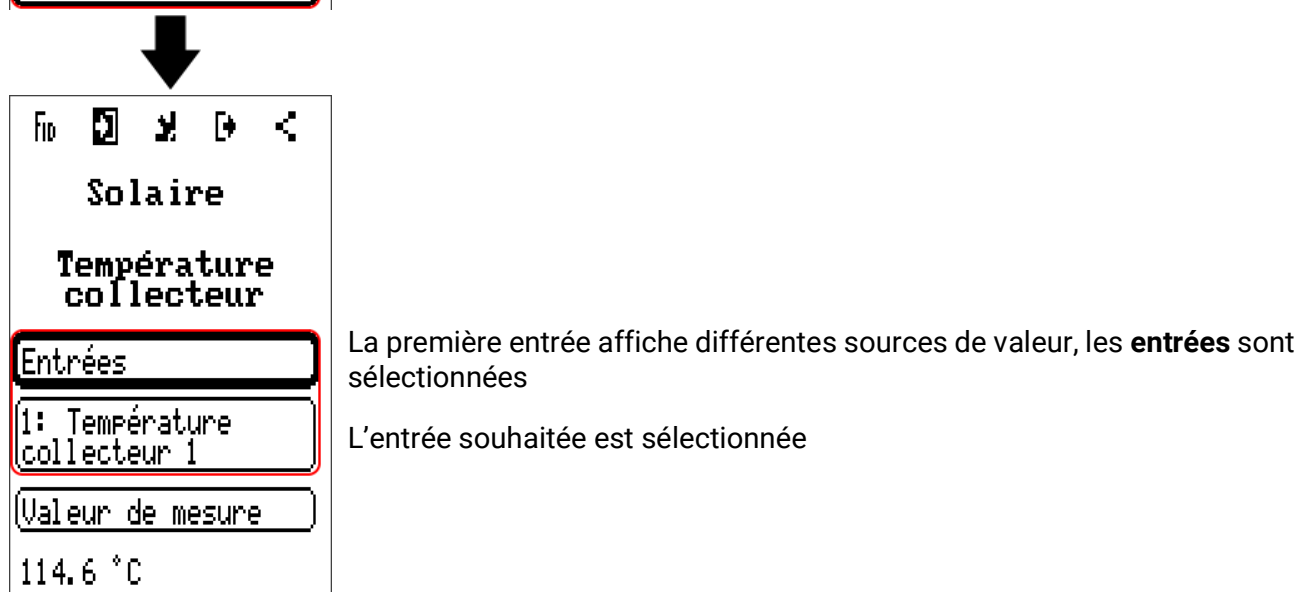 FID
Solaire
Température
collecteur
Entrées
La première entrée affiche différentes sources de valeur, les entrées sont
sélectionnées
1: Température
collecteur 1
L’entrée souhaitée est sélectionnée
Valeur de mesure
114.6 °C